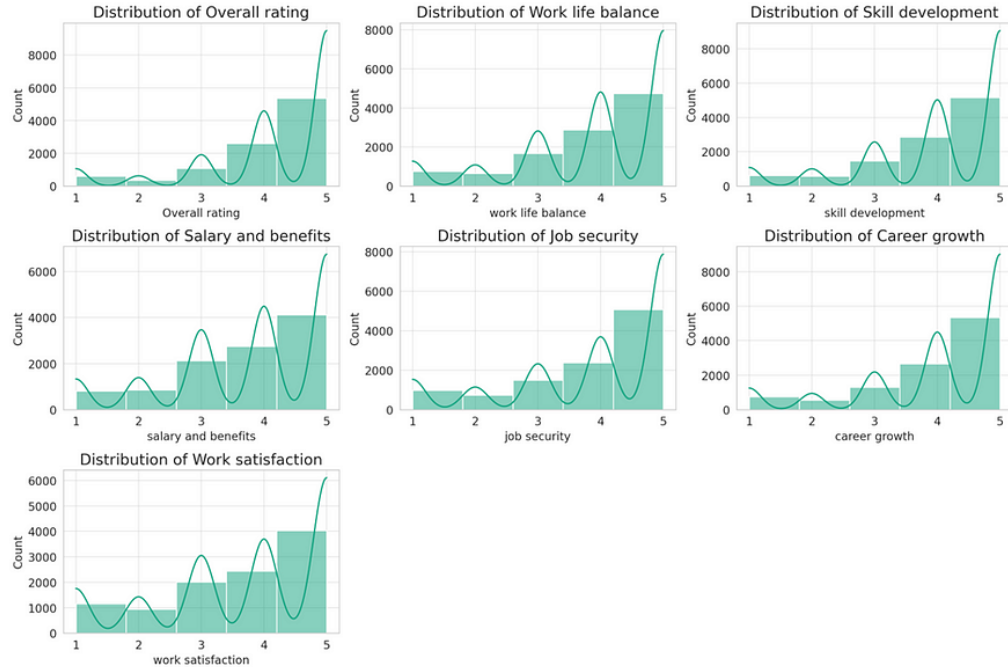 Distribution of Overall rating
Distribution of Work life balance
Distribution of Skill development
8000
6000
4000
2000
0
Count
1 2 3 4 5
Overall rating
8000
6000
4000
2000
0
Count
1 2 3 4 5
work life balance
8000
6000
4000
2000
0
Count
1 2 3 4 5
skill development
Distribution of Salary and benefits
Distribution of Job security
Distribution of Career growth
6000
4000
2000
0
Count
1 2 3 4 5
salary and benefits
8000
6000
4000
2000
0
Count
1 2 3 4 5
job security
8000
6000
4000
2000
0
Count
1 2 3 4 5
career growth
Distribution of Work satisfaction
6000
5000
4000
3000
2000
1000
0
Count
1 2 3 4 5
work satisfaction